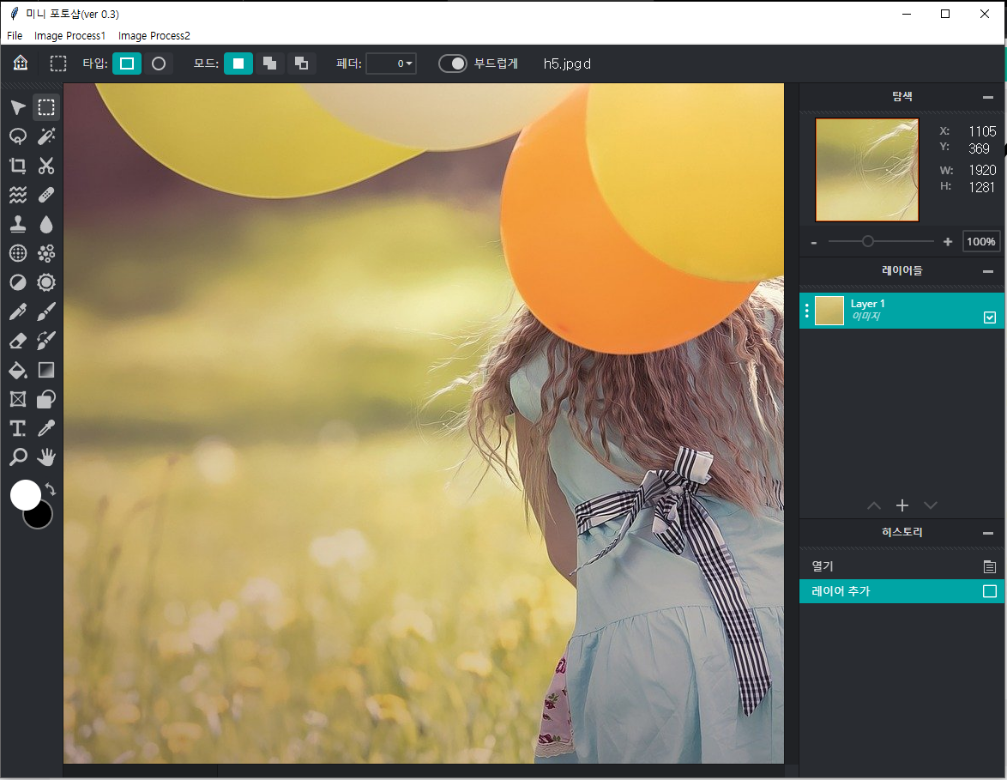 미니 포토샵(ver 0.3)
File Image Process1 Image Process2
타입: 모드: 페더: 0 부드럽게 h5.jpgd
탐색
X: 1105
Y: 369
W: 1920
H: 1281
- + 100%
레이어들
Layer 1
이미지
히스토리
열기
레이어 추가